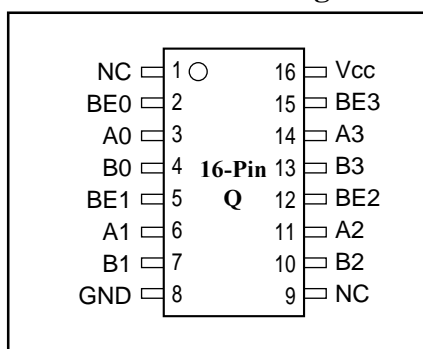 NC 1 16 Vcc
BE0 2 15 BE3
A0 3 14 A3
B0 4 16-Pin 13 B3
BE1 5 Q 12 BE2
A1 6 11 A2
B1 7 10 B2
GND 8 9 NC